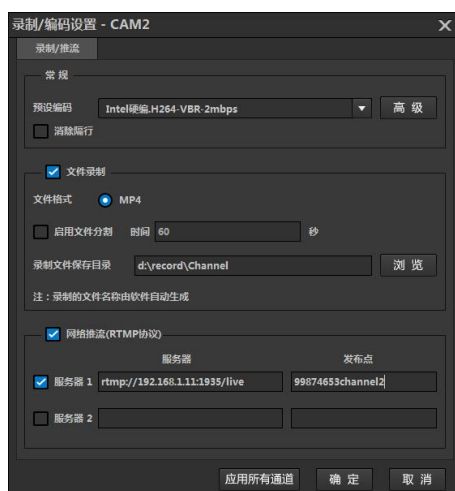 录制/编码设置 - CAM2
录制/推流
常 规
预设编码 Intel硬编.H264-VBR-2mbps 高 级
消除隔行
文件录制
文件格式 MP4
启用文件分割 时间 60 秒
录制文件保存目录 d:\record\Channel 浏 览
注：录制的文件名称由软件自动生成
网络推流(RTMP协议)
服务器 发布点
服务器 1 rtmp://192.168.1.11:1935/live 99874653channel2
服务器 2
应用所有通道 确 定 取 消